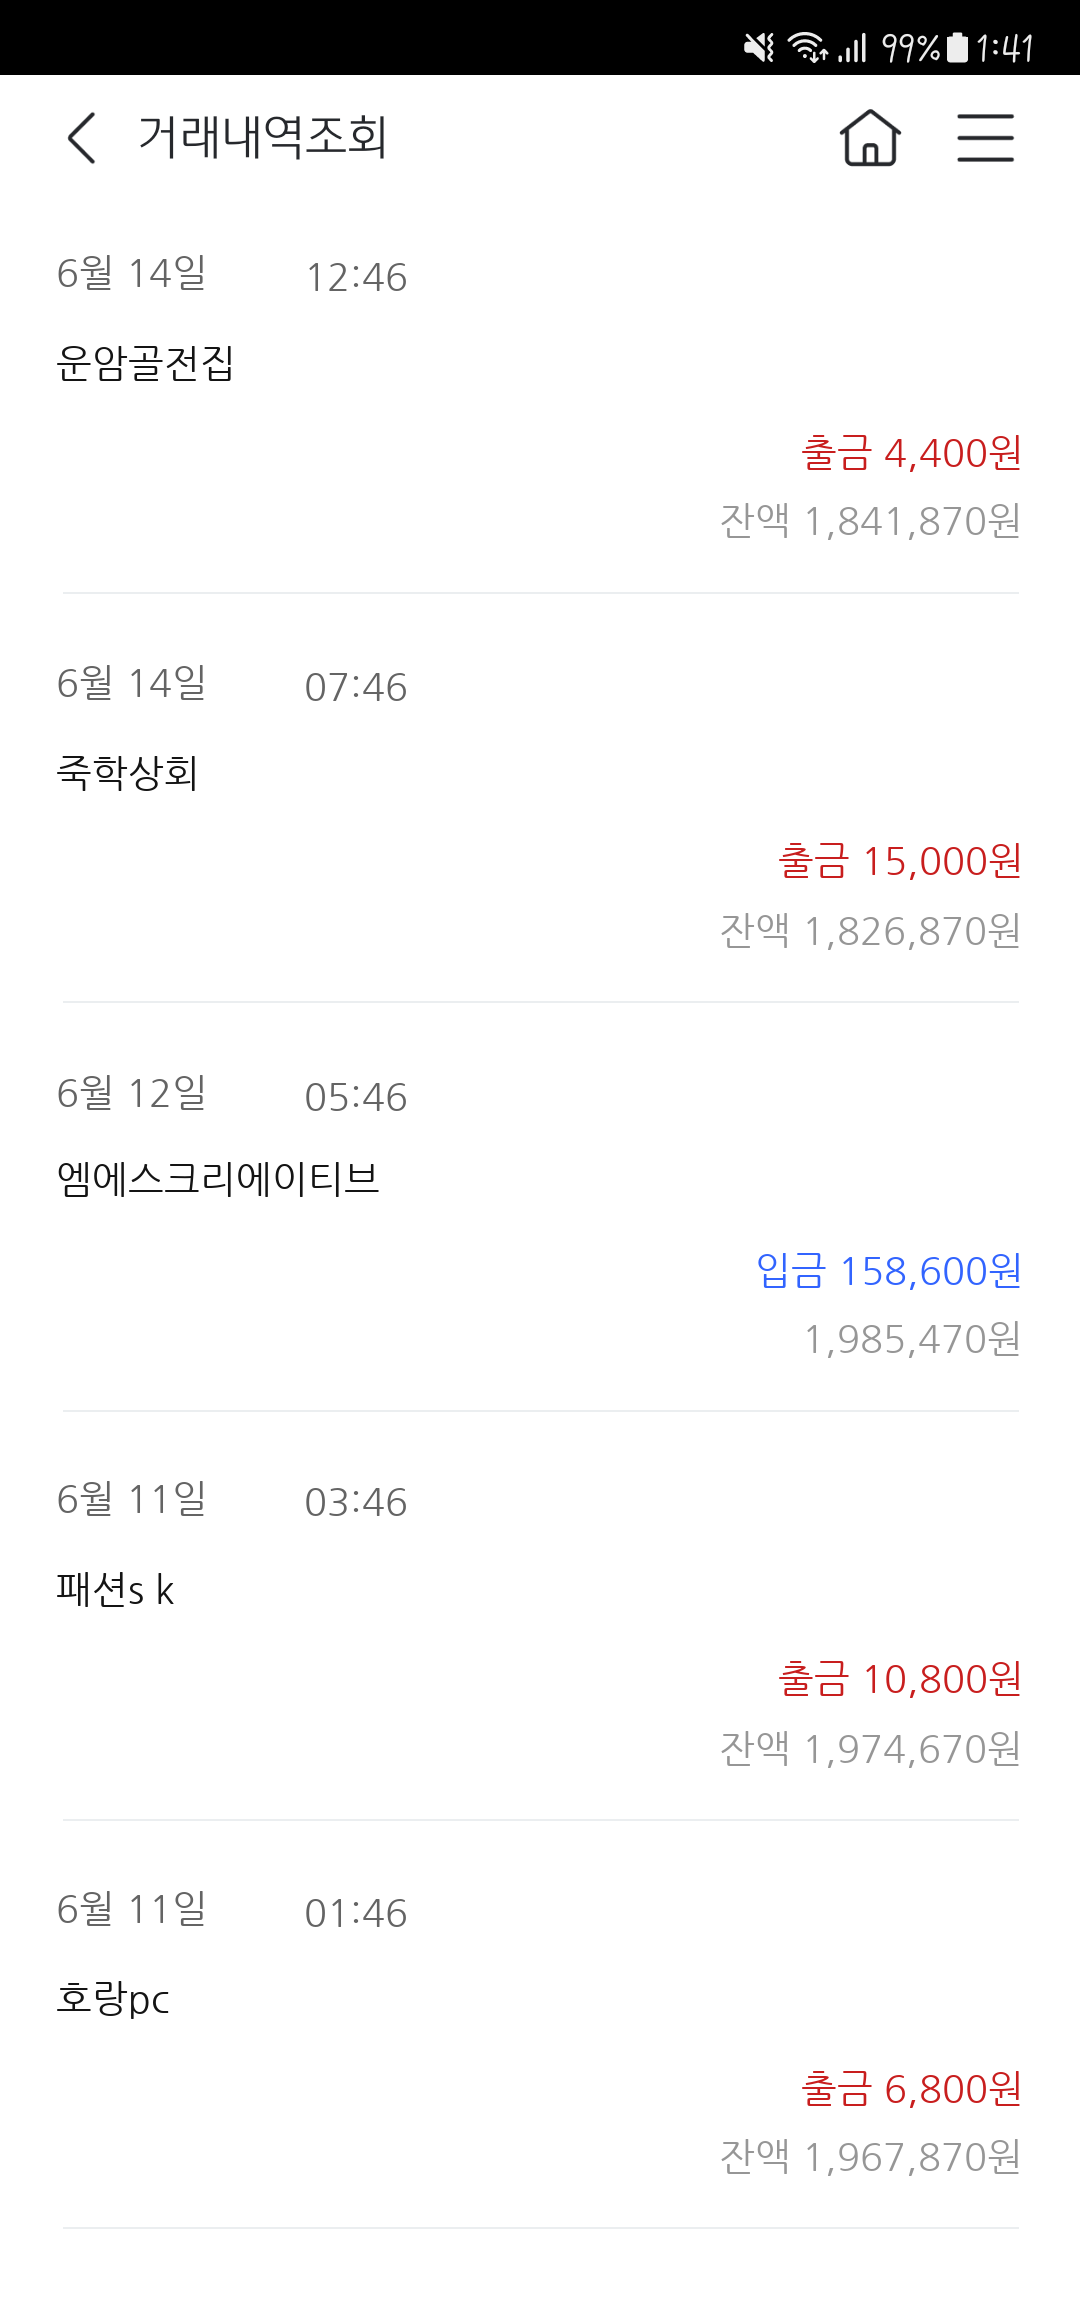 99% 1:41
거래내역조회
6월 14일 12:46
운암골전집
출금 4,400원
잔액 1,841,870원
6월 14일 07:46
죽학상회
출금 15,000원
잔액 1,826,870원
6월 12일 05:46
엠에스크리에이티브
입금 158,600원
1,985,470원
6월 11일 03:46
패션s k
출금 10,800원
잔액 1,974,670원
6월 11일 01:46
호랑pc
출금 6,800원
잔액 1,967,870원